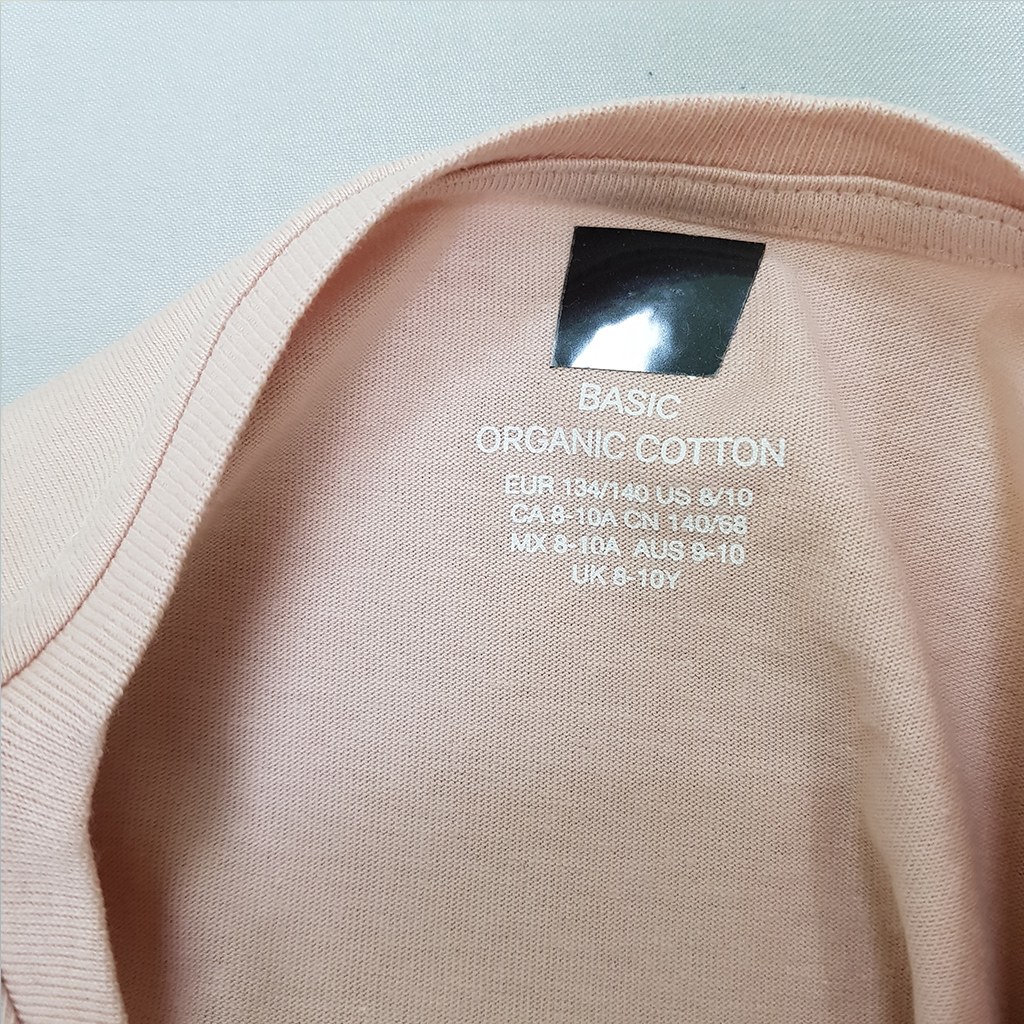 BASIC
ORGANIC COTTON
EUR 134/140 US 8/10
CA 8-10A CN 140/68
MX 8-10A AUS 9-10
UK 8-10Y